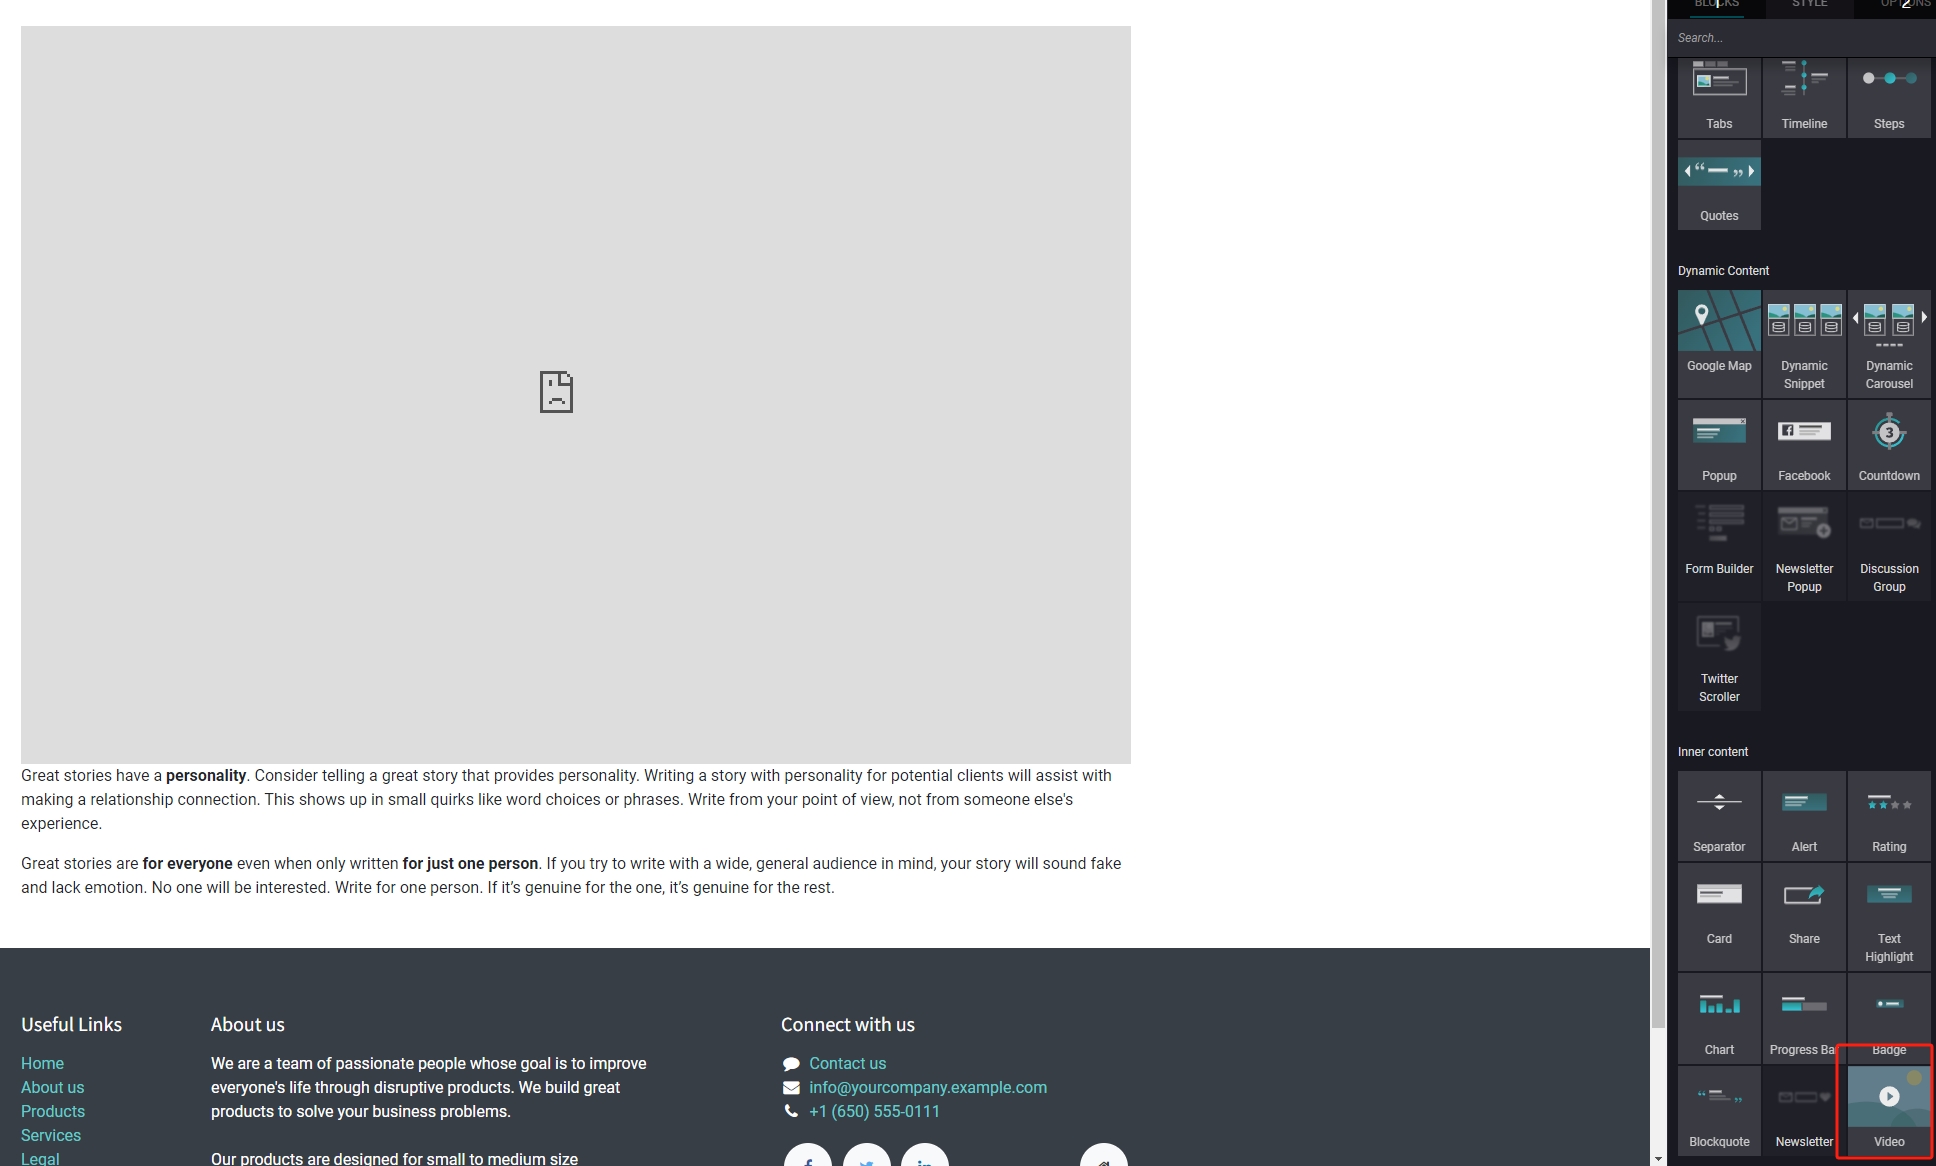 BLOCKS STYLE OPTIONS
1 2
Search...
Tabs
Timeline
Steps
Quotes
Dynamic Content
Google Map
Dynamic
Snippet
Dynamic
Carousel
Popup
Facebook
3
Countdown
Form Builder
Newsletter
Popup
Discussion
Group
Twitter
Scroller
Inner content
Separator
Alert
Rating
Card
Share
Text
Highlight
Chart
Progress Bar
Badge
Blockquote
Newsletter
Video
Great stories have a personality. Consider telling a great story that provides personality. Writing a story with personality for potential clients will assist with
making a relationship connection. This shows up in small quirks like word choices or phrases. Write from your point of view, not from someone else's
experience.
Great stories are for everyone even when only written for just one person. If you try to write with a wide, general audience in mind, your story will sound fake
and lack emotion. No one will be interested. Write for one person. If it's genuine for the one, it's genuine for the rest.
Useful Links
Home
About us
Products
Services
Legal
About us
We are a team of passionate people whose goal is to improve
everyone's life through disruptive products. We build great
products to solve your business problems.
Our products are designed for small to medium size
Connect with us
Contact us
info@yourcompany.example.com
+1 (650) 555-0111